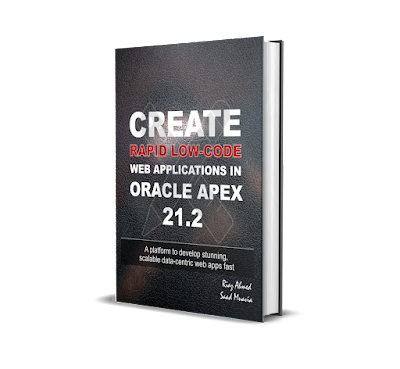 CREATE
RAPID LOW-CODE
WEB APPLICATIONS IN
ORACLE APEX
21.2
A platform to develop stunning,
scalable data-centric web apps fast
Riaz Ahmed
Saad Muavia